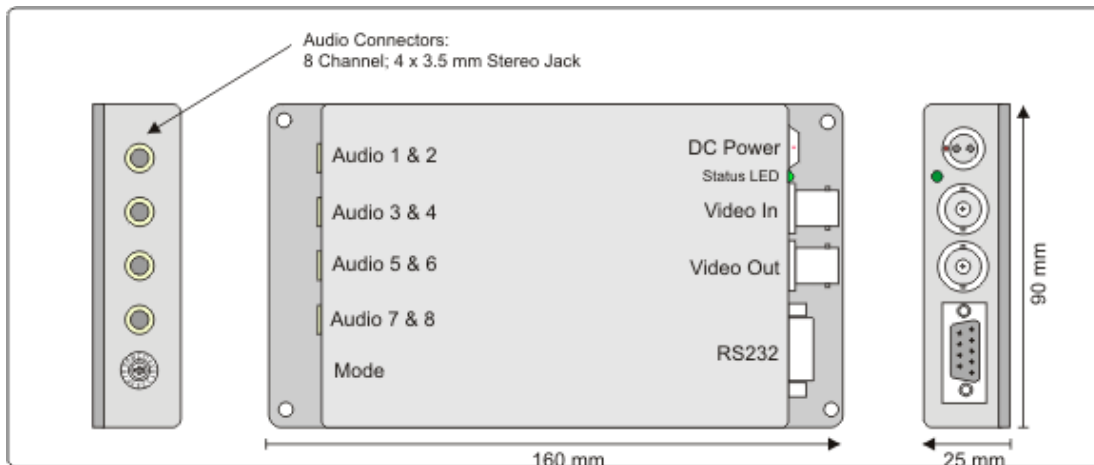 Audio Connectors:
8 Channel; 4 x 3.5 mm Stereo Jack
Audio 1 & 2
Audio 3 & 4
Audio 5 & 6
Audio 7 & 8
Mode
DC Power
Status LED
Video In
Video Out
RS232
90 mm
160 mm
25 mm